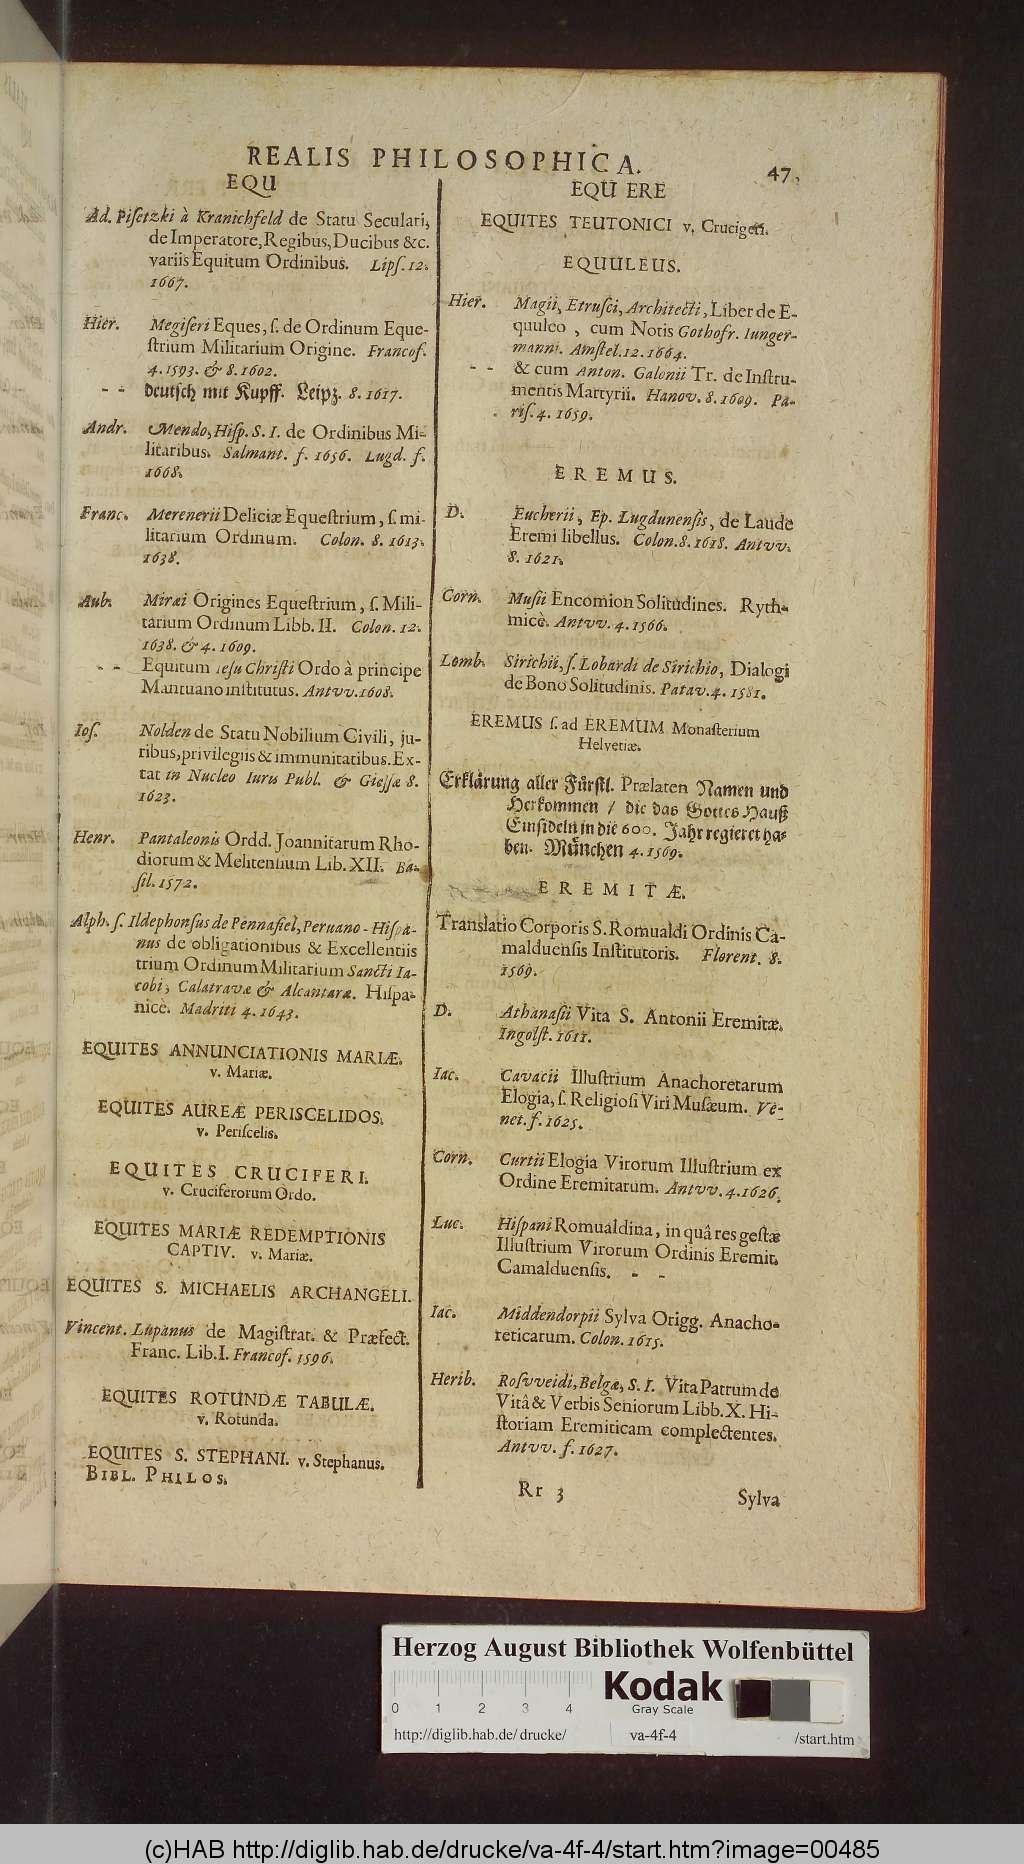 REALIS PHILOSOPHICA.
47.
EQU
Ad. Piſetzki à Kranichfeld de Statu Seculari,
de Imperatore, Regibus, Ducibus &c.
variis Equitum Ordinibus. Lipſ. 12.
1667.
Hier. Megiſeri Eques, ſ. de Ordinum Eque-
ſtrium Militarium Origine. Francof.
4. 1593. & 8. 1602.
- - deutſch mit Kupff. Leipz. 8. 1617.
Andr. Mendo, Hiſp. S. I. de Ordinibus Mi-
litaribus. Salmant. f. 1656. Lugd. f.
1668.
Franc. Merenerii Deliciæ Equeſtrium, ſ. mi-
litarium Ordinum. Colon. 8. 1613.
1638.
Aub. Miræi Origines Equeſtrium, ſ. Mili-
tarium Ordinum Libb. II. Colon. 12.
1638. & 4. 1609.
- - Equitum Ieſu Chriſti Ordo à principe
Mantuano inſtitutus. Antvv. 1608.
Ioſ. Nolden de Statu Nobilium Civili, ju-
ribus, privilegiis & immunitatibus. Ex-
tat in Nucleo Iuris Publ. & Gieſſæ 8.
1623.
Henr. Pantaleonis Ordd. Joannitarum Rho-
diorum & Melitenſium Lib. XII. Ba-
ſil. 1572.
Alph. ſ. Ildephonſus de Pennafiel, Peruano-Hiſpa-
nus de obligationibus & Excellentiis
trium Ordinum Militarium Sancti Ia-
cobi, Calatravæ & Alcantaræ. Hiſpa-
nicè. Madriti 4. 1643.
EQUITES ANNUNCIATIONIS MARIÆ.
v. Mariæ.
EQUITES AUREÆ PERISCELIDOS.
v. Periſcelis.
EQUITES CRUCIFERI.
v. Cruciferorum Ordo.
EQUITES MARIÆ REDEMPTIONIS
CAPTIV. v. Mariæ.
EQUITES S. MICHAELIS ARCHANGELI.
Vincent. Lupanus de Magiſtrat. & Præfect.
Franc. Lib. I. Francof. 1596.
EQUITES ROTUNDÆ TABULÆ.
v. Rotunda.
EQUITES S. STEPHANI. v. Stephanus.
BIBL. PHILOS.
EQU ERE
EQUITES TEUTONICI v. Crucigeri.
EQUULEUS.
Hier. Magii, Etruſci, Architecti, Liber de E-
quuleo, cum Notis Gothofr. Iunger-
manni. Amſtel. 12. 1664.
- - & cum Anton. Galonii Tr. de Inſtru-
mentis Martyrii. Hanov. 8. 1609. Pa-
riſ. 4. 1659.
EREMUS.
D. Eucherii, Ep. Lugdunenſis, de Laude
Eremi libellus. Colon. 8. 1618. Antvv.
8. 1621.
Corn. Muſii Encomion Solitudines. Ryth-
micè. Antvv. 4. 1566.
Lomb. Sirichii, ſ. Lobardi de Sirichio, Dialogi
de Bono Solitudinis. Patav. 4. 1581.
EREMUS ſ. ad EREMUM Monaſterium
Helvetiæ.
Erklärung aller Fürſtl. Prælaten Namen und
Herkommen / die das Gottes Hauß
Einſideln in die 600. Jahr regieret ha-
ben. München 4. 1569.
EREMITÆ.
Translatio Corporis S. Romualdi Ordinis Ca-
malduenſis Inſtitutoris. Florent. 8.
1569.
D. Athanaſii Vita S. Antonii Eremitæ.
Ingolſt. 1611.
Iac. Cavacii Illuſtrium Anachoretarum
Elogia, ſ. Religioſi Viri Muſæum. Ve-
net. f. 1625.
Corn. Curtii Elogia Virorum Illuſtrium ex
Ordine Eremitarum. Antvv. 4. 1626.
Luc. Hiſpani Romualdina, in quâ res geſtæ
Illuſtrium Virorum Ordinis Eremit.
Camalduenſis. - -
Iac. Middendorpii Sylva Origg. Anacho-
reticarum. Colon. 1615.
Herib. Roſvveidi, Belgæ, S. I. Vita Patrum de
Vitâ & Verbis Seniorum Libb. X. Hi-
ſtoriam Eremiticam complectentes.
Antvv. f. 1627.
Rr 3
Sylva
Herzog August Bibliothek Wolfenbüttel
Kodak
Gray Scale
0 1 2 3 4
http://diglib.hab.de/drucke/ va-4f-4 /start.htm
(c)HAB http://diglib.hab.de/drucke/va-4f-4/start.htm?image=00485